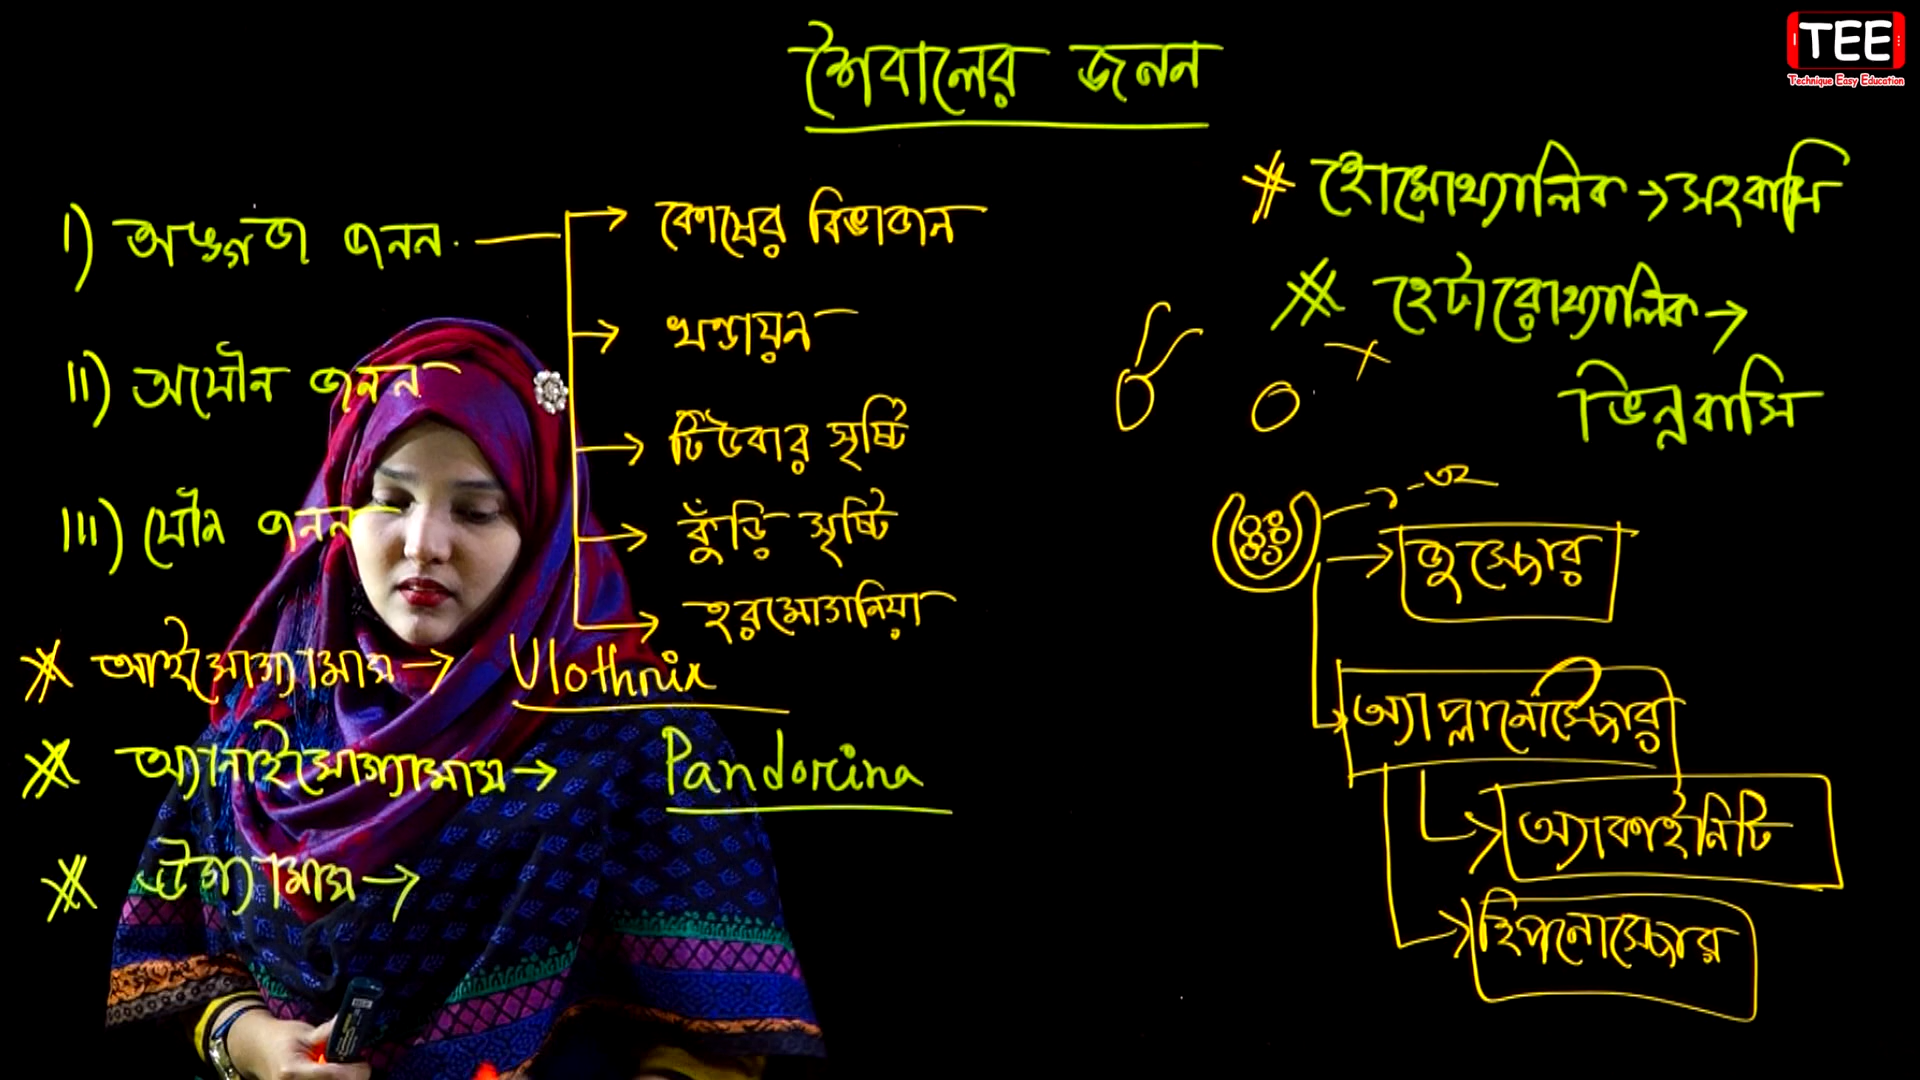 TEE
Technique Easy Education
শৈবালের জনন
I) অঙ্গজ জনন
II) অযৌন জনন
III) যৌন জনন
কোষের বিভাজন
খণ্ডায়ন
টিউবার সৃষ্টি
কুঁড়ি সৃষ্টি
হরমোগোনিয়া
* আইসোগ্যামাস → Ulothrix
* অ্যানাইসোগ্যামাস → Pandorina
* ঊগ্যামাস →
* হোমোথ্যালিক → সহবাসি
* হেটারোথ্যালিক →
ভিন্নবাসি
জুস্পোর
অ্যাপ্লানোস্পোর
অ্যাকাইনিটি
হিপনোস্পোর